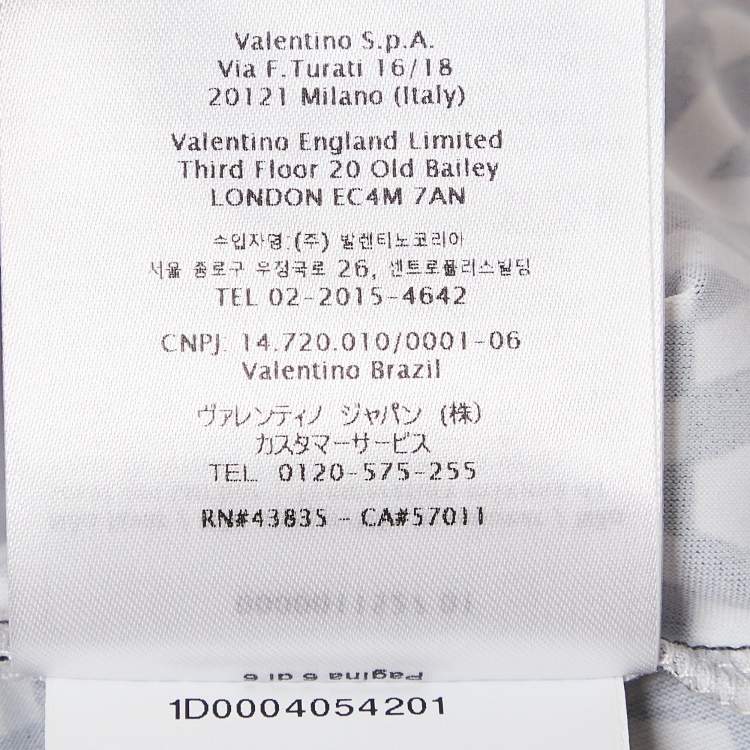 Valentino S.p.A.
Via F.Turati 16/18
20121 Milano (Italy)
Valentino England Limited
Third Floor 20 Old Bailey
LONDON EC4M 7AN
수입자명:(주) 발렌티노코리아
서울 종로구 우정국로 26, 센트로폴리스빌딩
TEL 02-2015-4642
CNPJ: 14.720.010/0001-06
Valentino Brazil
ヴァレンティノ ジャパン (株)
カスタマーサービス
TEL 0120-575-255
RN#43835 - CA#57011
Pagina 6 di 6
1D0004054201